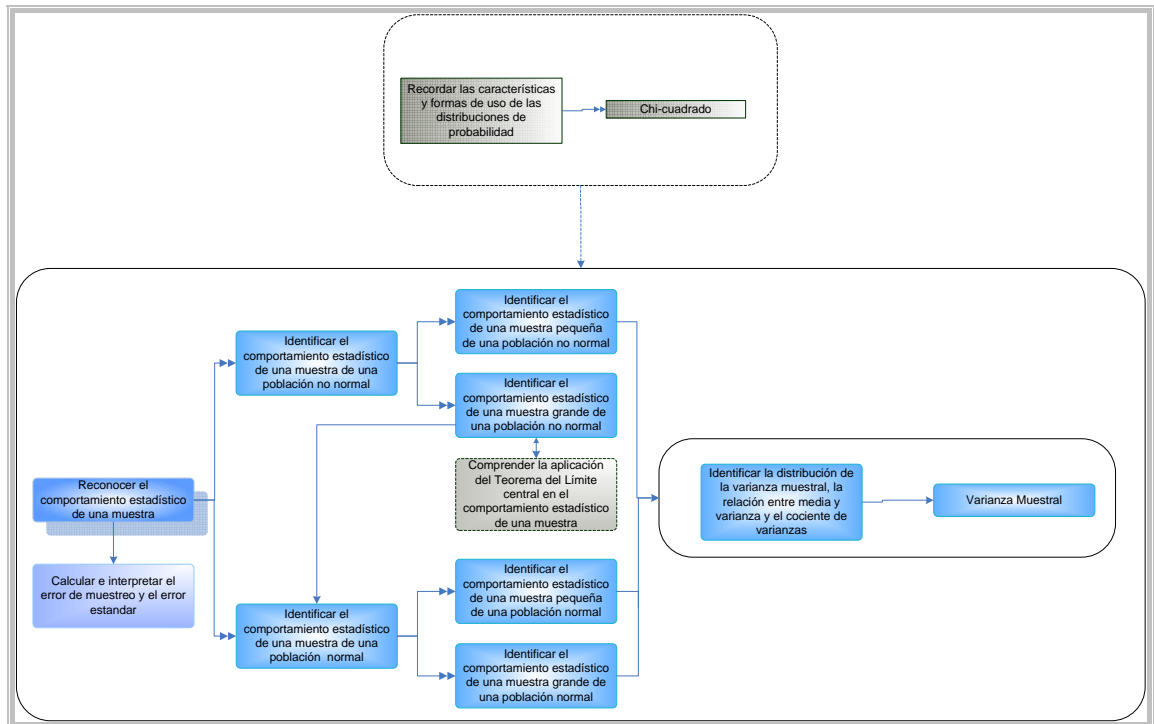 Recordar las características
y formas de uso de las
distribuciones de
probabilidad
Chi-cuadrado
Identificar el
comportamiento estadístico
de una muestra pequeña
de una población no normal
Identificar el
comportamiento estadístico
de una muestra de una
población no normal
Identificar el
comportamiento estadístico
de una muestra grande de
una población no normal
Comprender la aplicación
del Teorema del Límite
central en el
comportamiento estadístico
de una muestra
Identificar la distribución de
la varianza muestral, la
relación entre media y
varianza y el cociente de
varianzas
Varianza Muestral
Reconocer el
comportamiento estadístico
de una muestra
Calcular e interpretar el
error de muestreo y el error
estandar
Identificar el
comportamiento estadístico
de una muestra pequeña
de una población normal
Identificar el
comportamiento estadístico
de una muestra de una
población normal
Identificar el
comportamiento estadístico
de una muestra grande de
una población normal